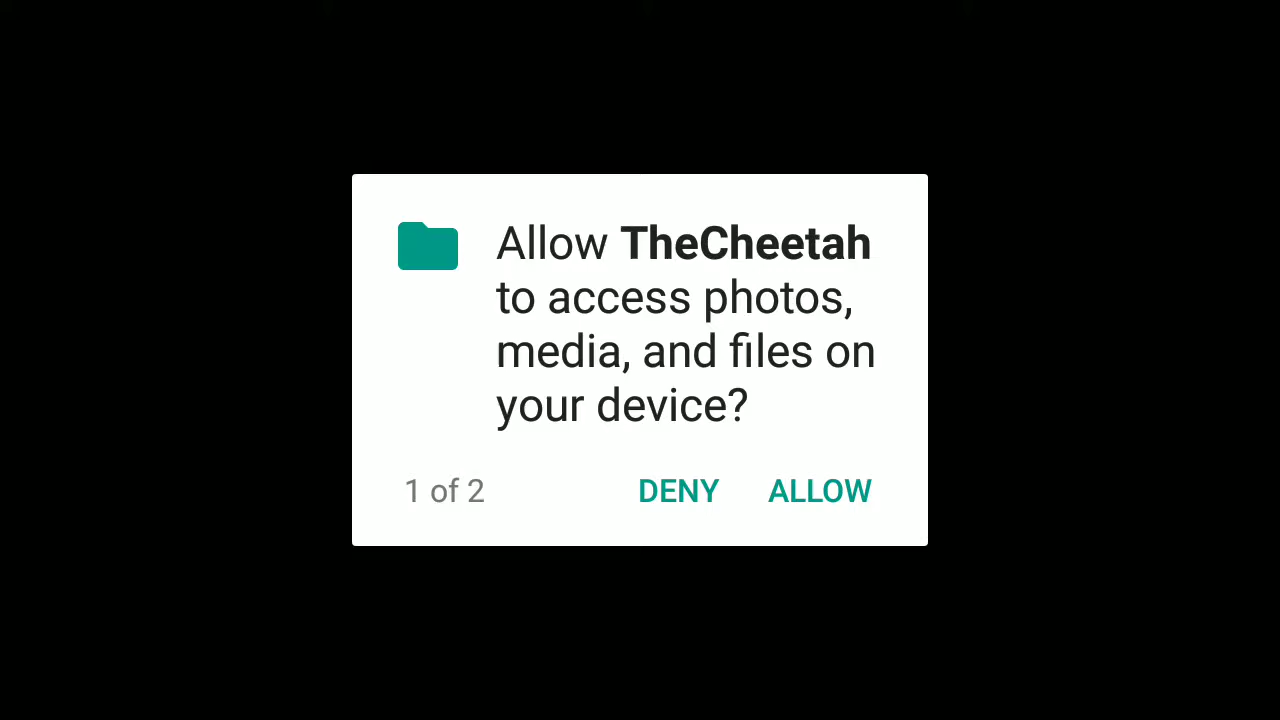 Allow TheCheetah
to access photos,
media, and files on
your device?
1 of 2 DENY ALLOW